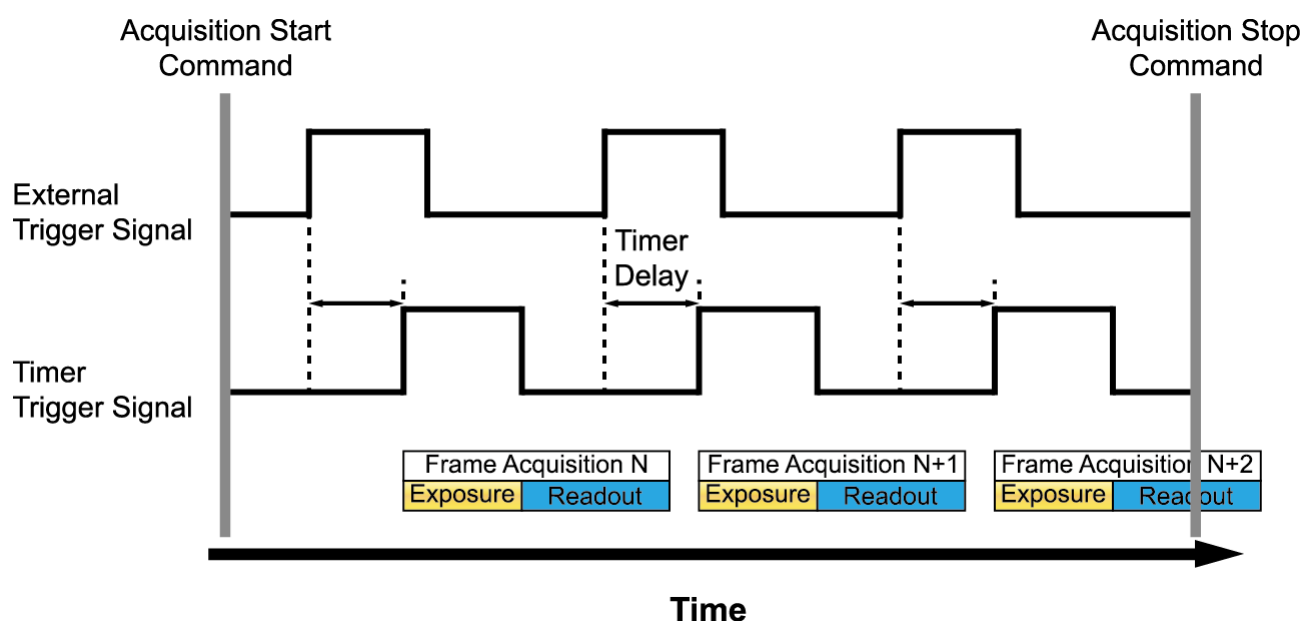 Acquisition Start
Command
Acquisition Stop
Command
External
Trigger Signal
Timer
Delay
Timer
Trigger Signal
Frame Acquisition N
Frame Acquisition N+1
Frame Acquisition N+2
Exposure
Readout
Exposure
Readout
Exposure
Readout
Time